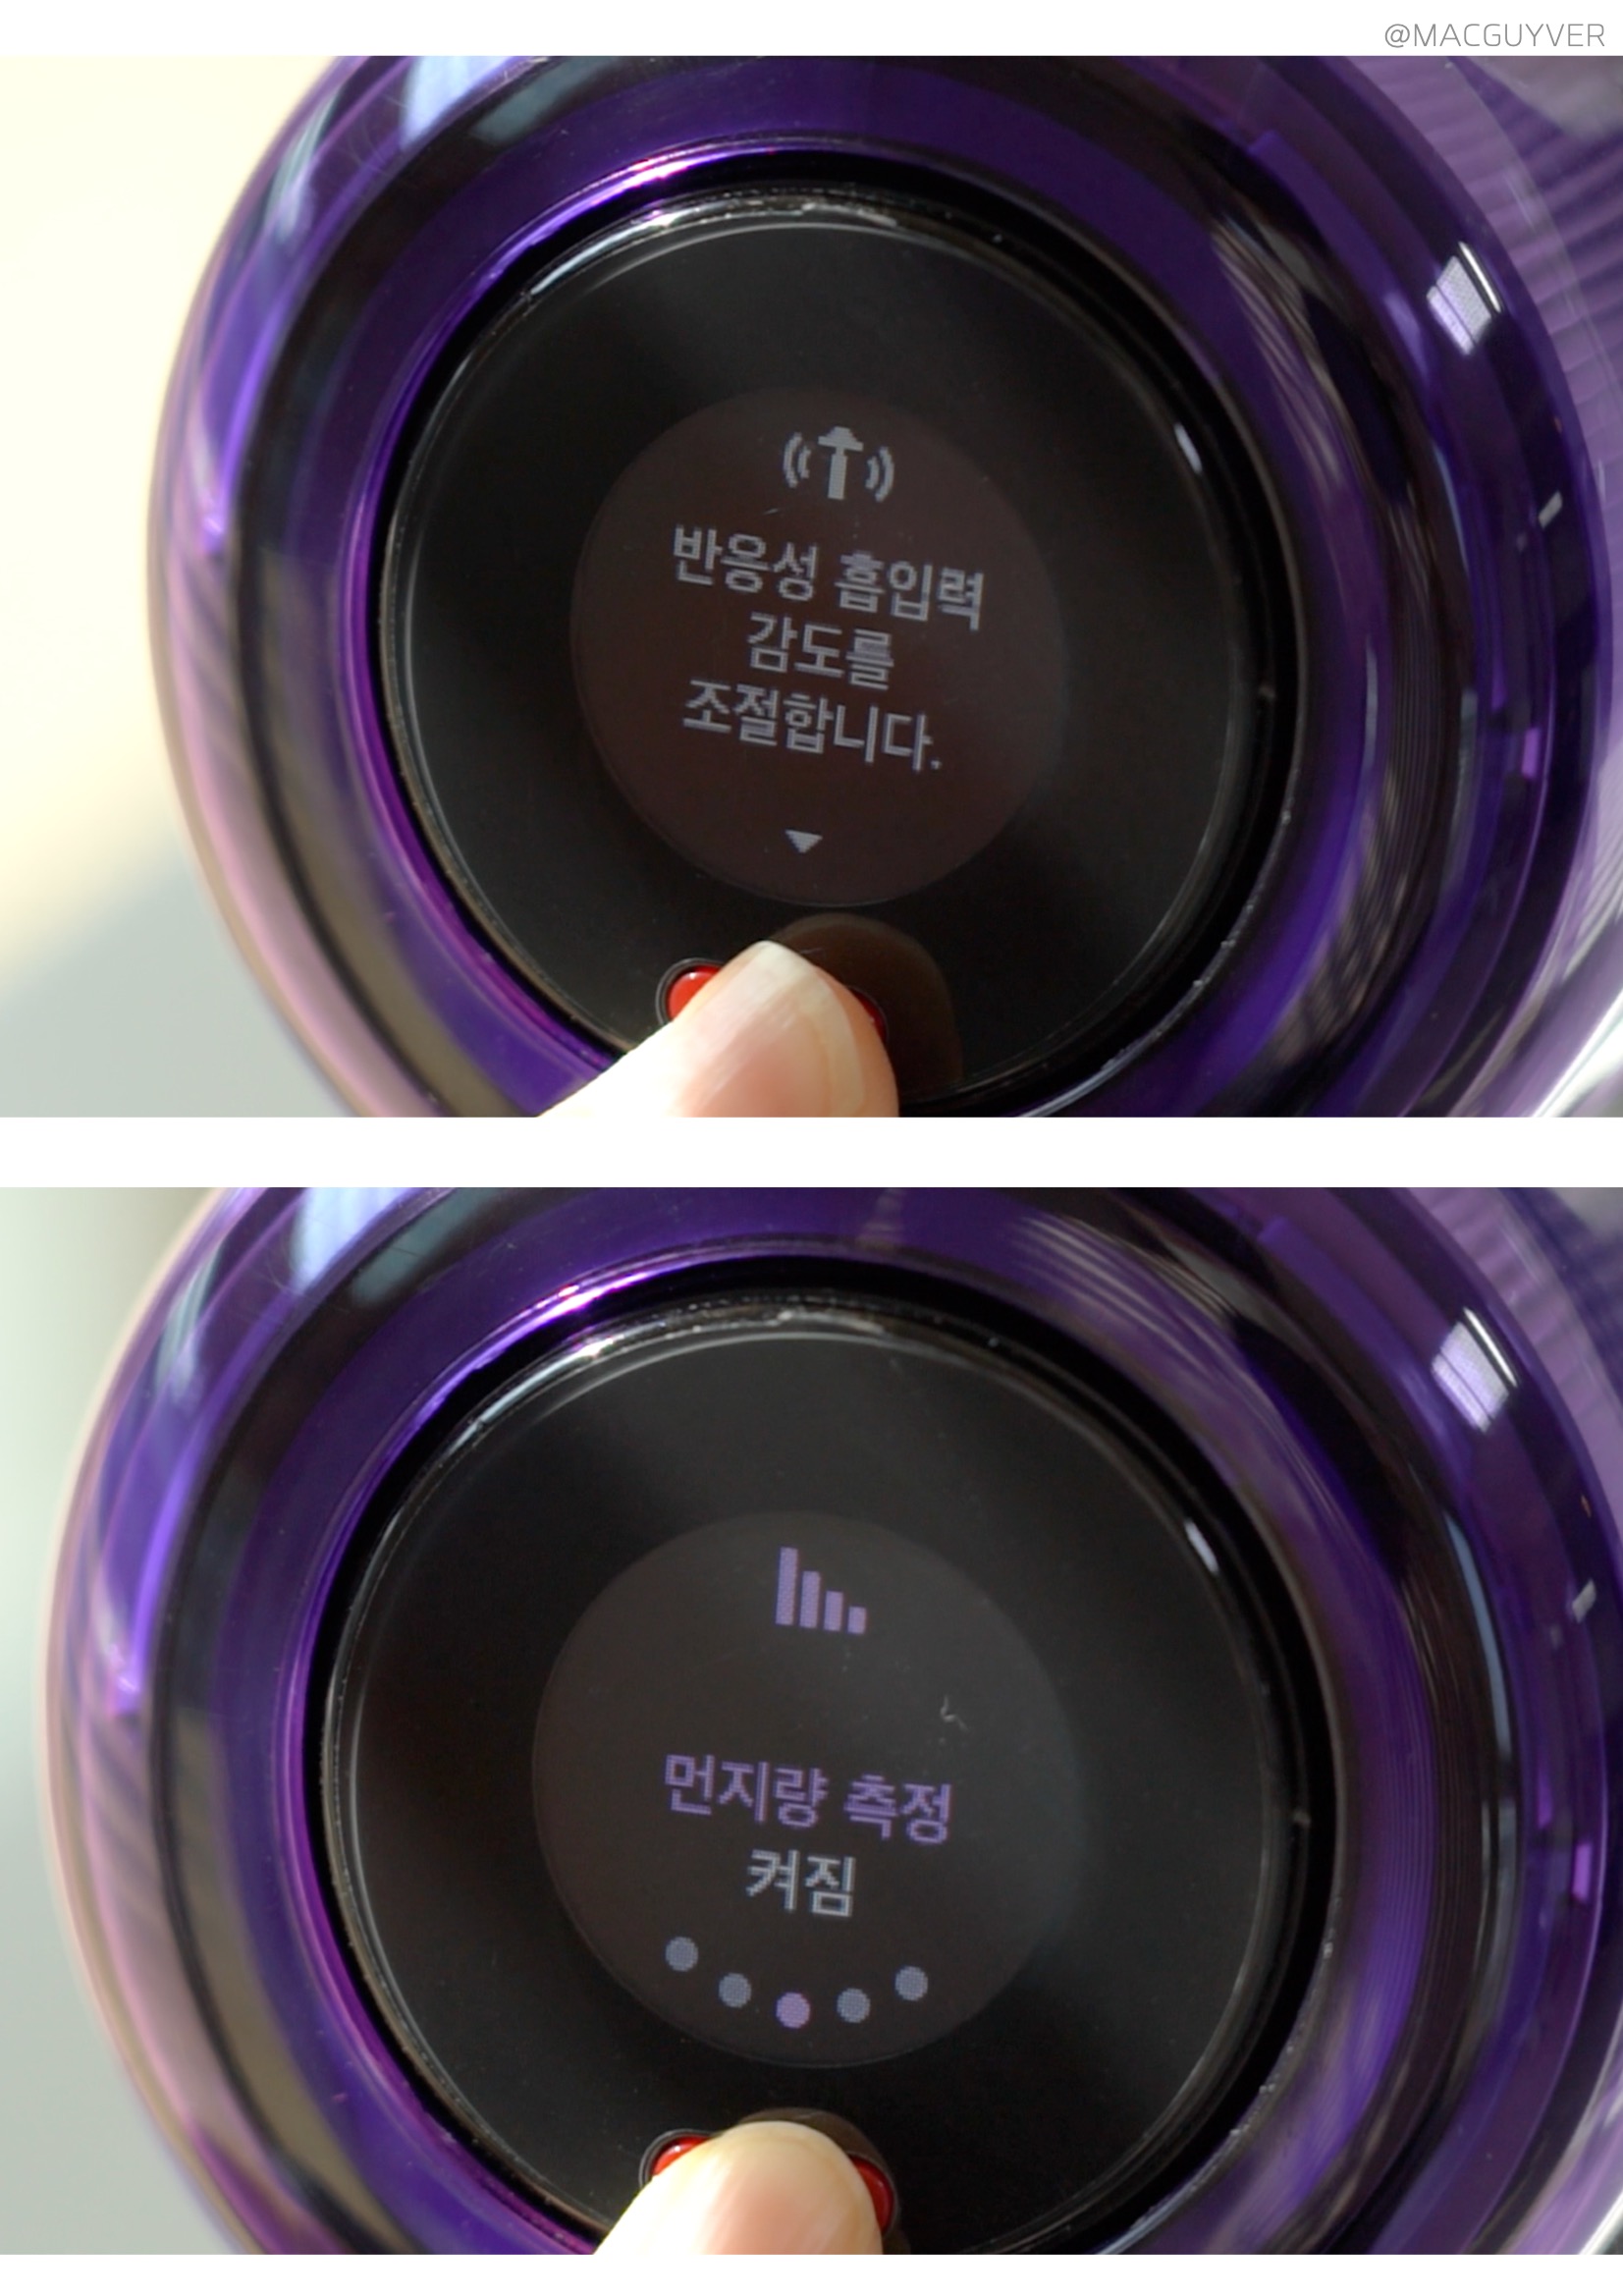 @MACGUYVER
반응성 흡입력
감도를
조절합니다.
먼지량 측정
켜짐